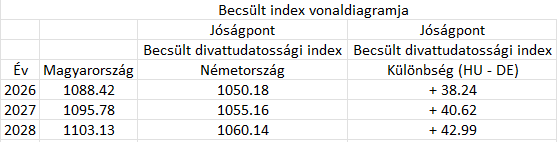 Becsült index vonaldiagramja
Jóságpont Jóságpont
Becsült divattudatossági index Becsült divattudatossági index
Év Magyarország Németország Különbség (HU - DE)
2026 1088.42 1050.18 + 38.24
2027 1095.78 1055.16 + 40.62
2028 1103.13 1060.14 + 42.99